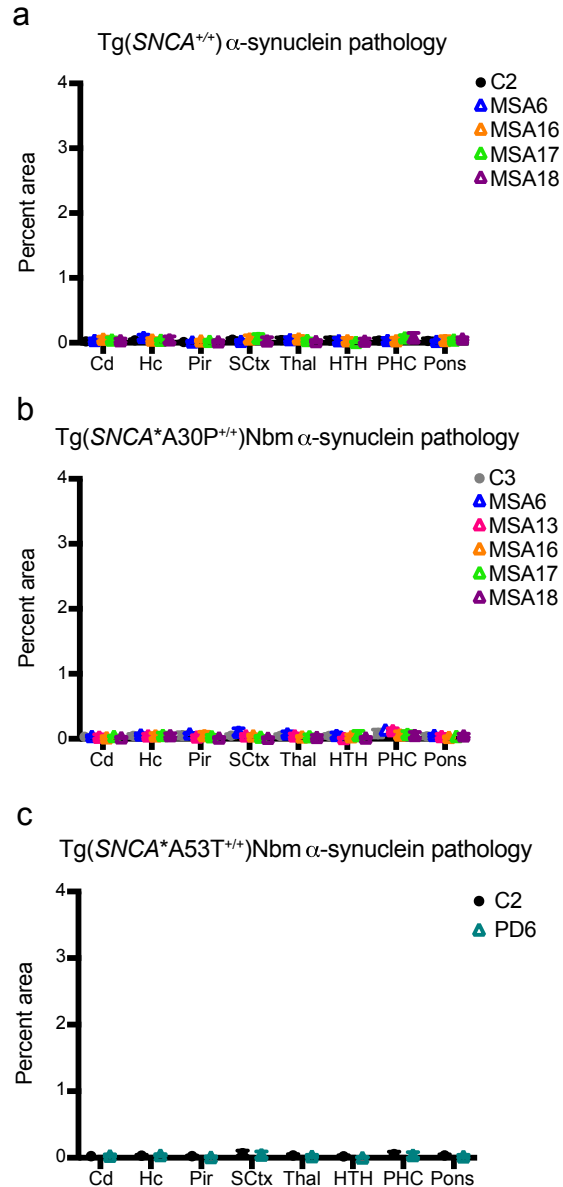 a
Tg(SNCA+/+) α-synuclein pathology
4
3
2
1
0
Percent area
C2
MSA6
MSA16
MSA17
MSA18
Cd Hc Pir SCtx Thal HTH PHC Pons
b
Tg(SNCA*A30P+/+)Nbm α-synuclein pathology
4
3
2
1
0
Percent area
C3
MSA6
MSA13
MSA16
MSA17
MSA18
Cd Hc Pir SCtx Thal HTH PHC Pons
c
Tg(SNCA*A53T+/+)Nbm α-synuclein pathology
4
3
2
1
0
Percent area
C2
PD6
Cd Hc Pir SCtx Thal HTH PHC Pons